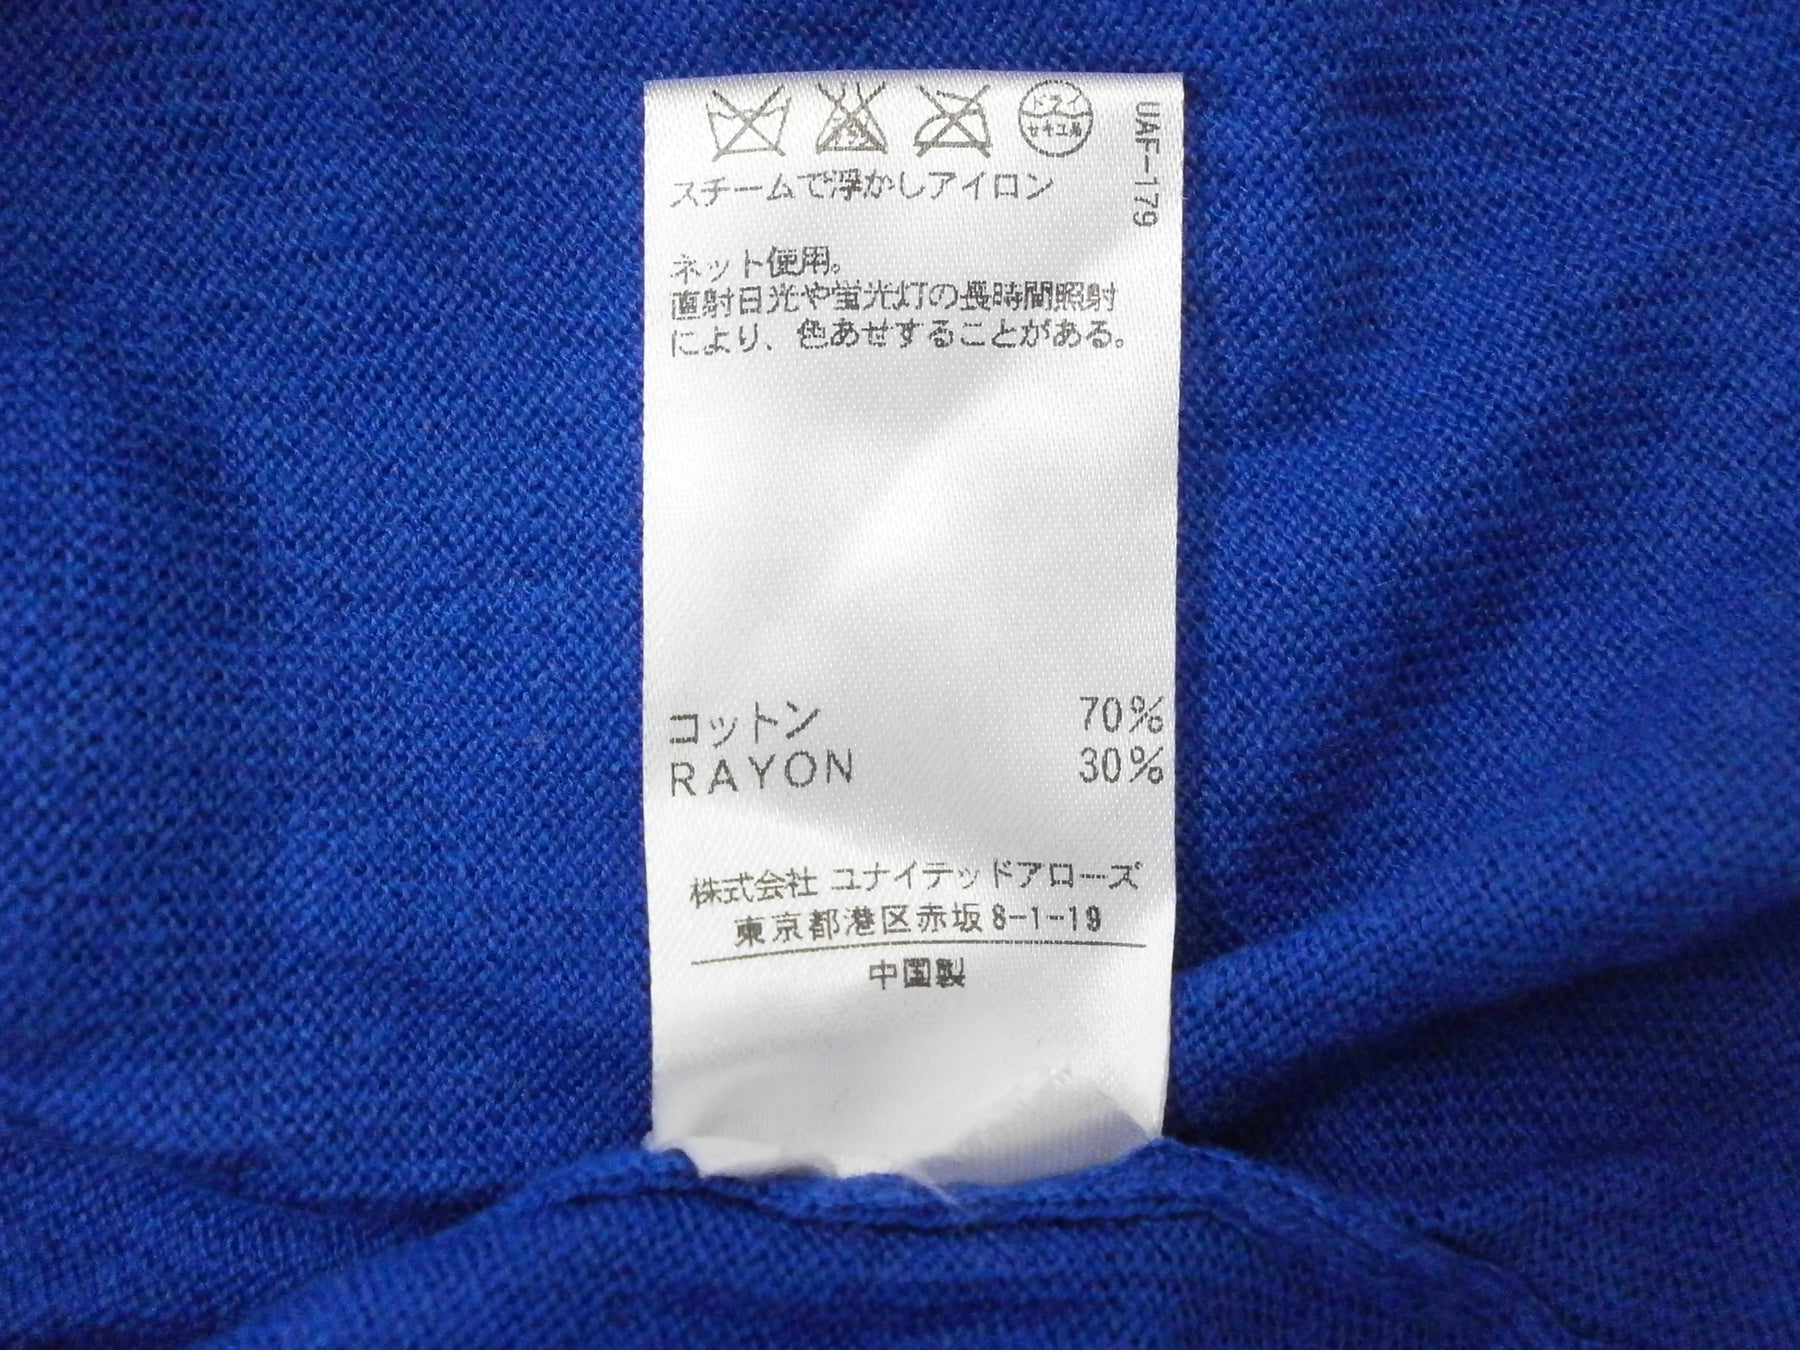 ドライ
セキユ系
UAF-179
スチームで浮かしアイロン
ネット使用。
直射日光や蛍光灯の長時間照射
により、色あせすることがある。
コットン 70%
RAYON 30%
株式会社 ユナイテッドアローズ
東京都港区赤坂8-1-19
中国製